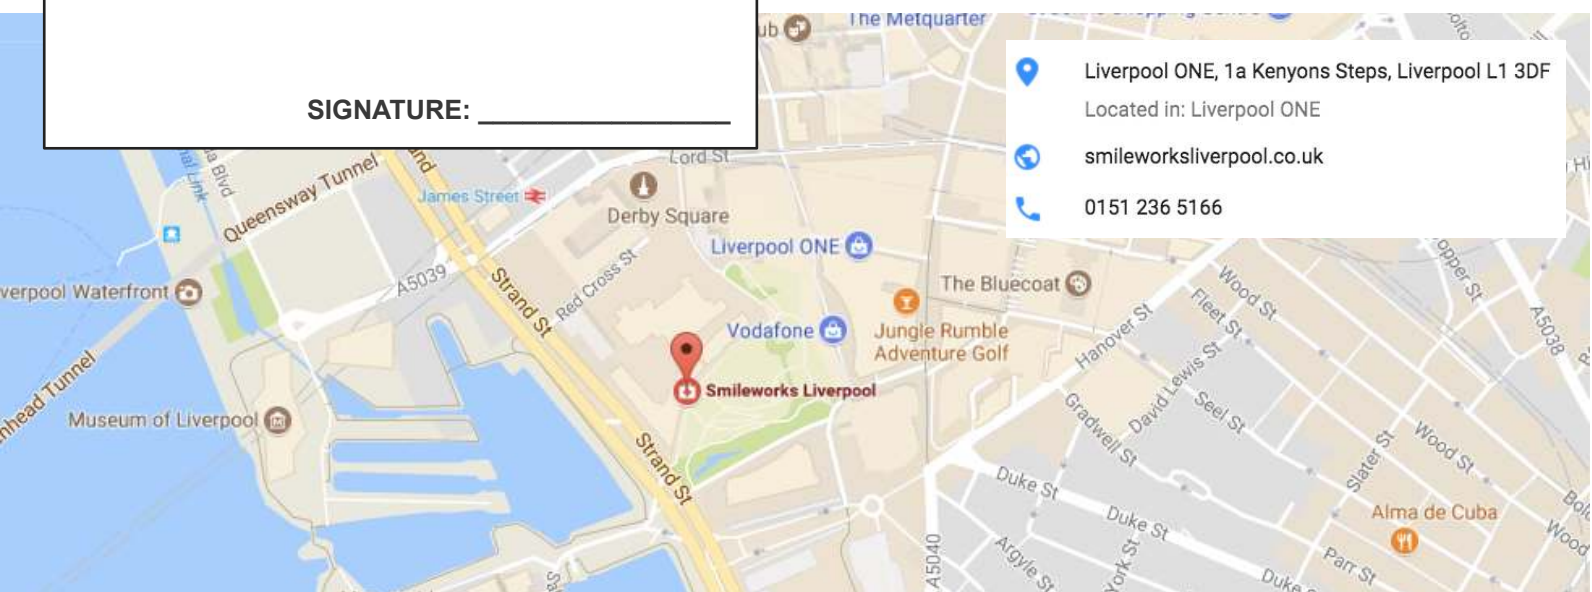 The Metquarter
SIGNATURE: _________________
Liverpool ONE, 1a Kenyons Steps, Liverpool L1 3DF
Located in: Liverpool ONE
smileworksliverpool.co.uk
0151 236 5166
Lord St
Queensway Tunnel
James Street
Derby Square
Liverpool ONE
A5039
Strand St
Red Cross St
The Bluecoat
Wood St
Fleet St
Hanover St
A5038
Vodafone
Jungle Rumble
Adventure Golf
Smileworks Liverpool
Museum of Liverpool
David Lewis St
Seel St
Gradwell St
Strand St
Slater St
Wood St
Duke St
Duke St
Alma de Cuba
A5040
Argyle St
York St
Parr St
Duke
Wood